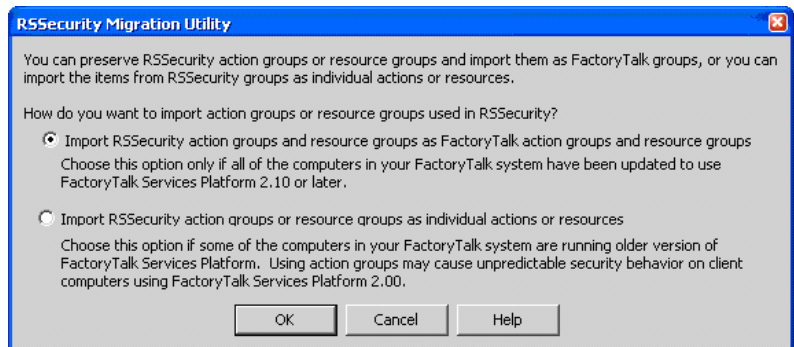 RSSecurity Migration Utility
You can preserve RSSecurity action groups or resource groups and import them as FactoryTalk groups, or you can
import the items from RSSecurity groups as individual actions or resources.
How do you want to import action groups or resource groups used in RSSecurity?
Import RSSecurity action groups and resource groups as FactoryTalk action groups and resource groups
Choose this option only if all of the computers in your FactoryTalk system have been updated to use
FactoryTalk Services Platform 2.10 or later.
Import RSSecurity action groups or resource groups as individual actions or resources
Choose this option if some of the computers in your FactoryTalk system are running older version of
FactoryTalk Services Platform.  Using action groups may cause unpredictable security behavior on client
computers using FactoryTalk Services Platform 2.00.
OK Cancel Help